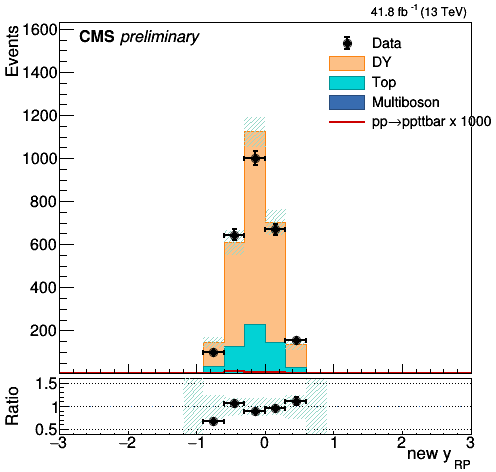 41.8 fb⁻¹ (13 TeV)
CMS preliminary
Events
1600
1400
1200
1000
800
600
400
200
Data
DY
Top
Multiboson
pp→ppttbar x 1000
Ratio
1.5
1
0.5
−3 −2 −1 0 1 2 3
new y_RP